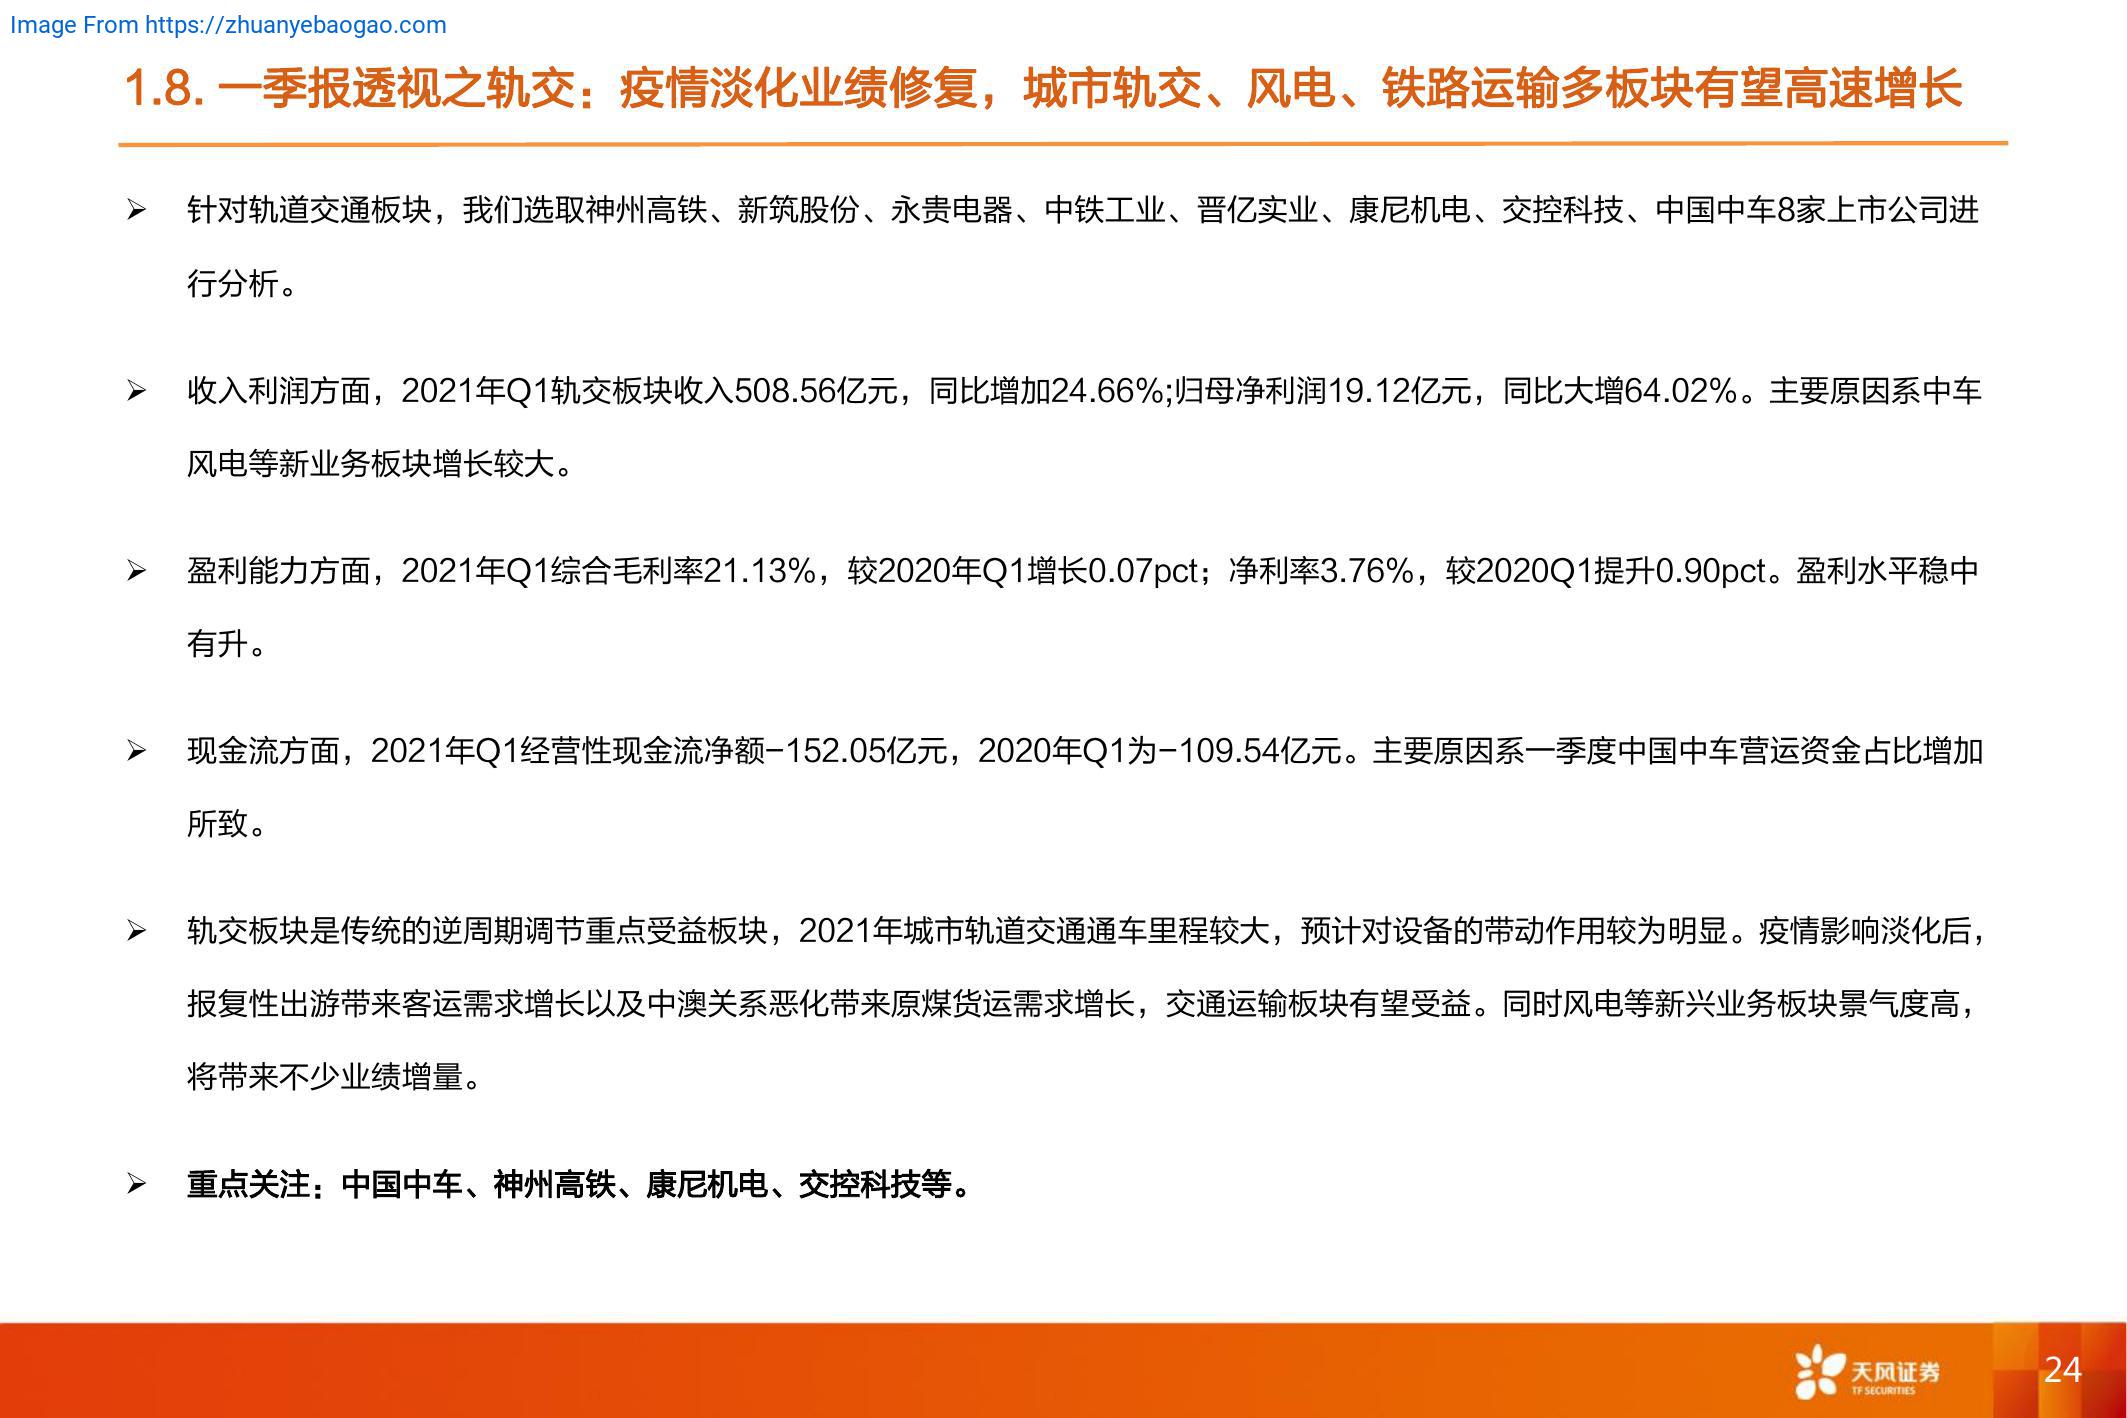 Image From https://zhuanyebaogao.com
1.8. 一季报透视之轨交：疫情淡化业绩修复，城市轨交、风电、铁路运输多板块有望高速增长
➢ 针对轨道交通板块，我们选取神州高铁、新筑股份、永贵电器、中铁工业、晋亿实业、康尼机电、交控科技、中国中车8家上市公司进
行分析。
➢ 收入利润方面，2021年Q1轨交板块收入508.56亿元，同比增加24.66%;归母净利润19.12亿元，同比大增64.02%。主要原因系中车
风电等新业务板块增长较大。
➢ 盈利能力方面，2021年Q1综合毛利率21.13%，较2020年Q1增长0.07pct；净利率3.76%，较2020Q1提升0.90pct。盈利水平稳中
有升。
➢ 现金流方面，2021年Q1经营性现金流净额-152.05亿元，2020年Q1为-109.54亿元。主要原因系一季度中国中车营运资金占比增加
所致。
➢ 轨交板块是传统的逆周期调节重点受益板块，2021年城市轨道交通通车里程较大，预计对设备的带动作用较为明显。疫情影响淡化后，
报复性出游带来客运需求增长以及中澳关系恶化带来原煤货运需求增长，交通运输板块有望受益。同时风电等新兴业务板块景气度高，
将带来不少业绩增量。
➢ 重点关注：中国中车、神州高铁、康尼机电、交控科技等。
天风证券
TF SECURITIES
24